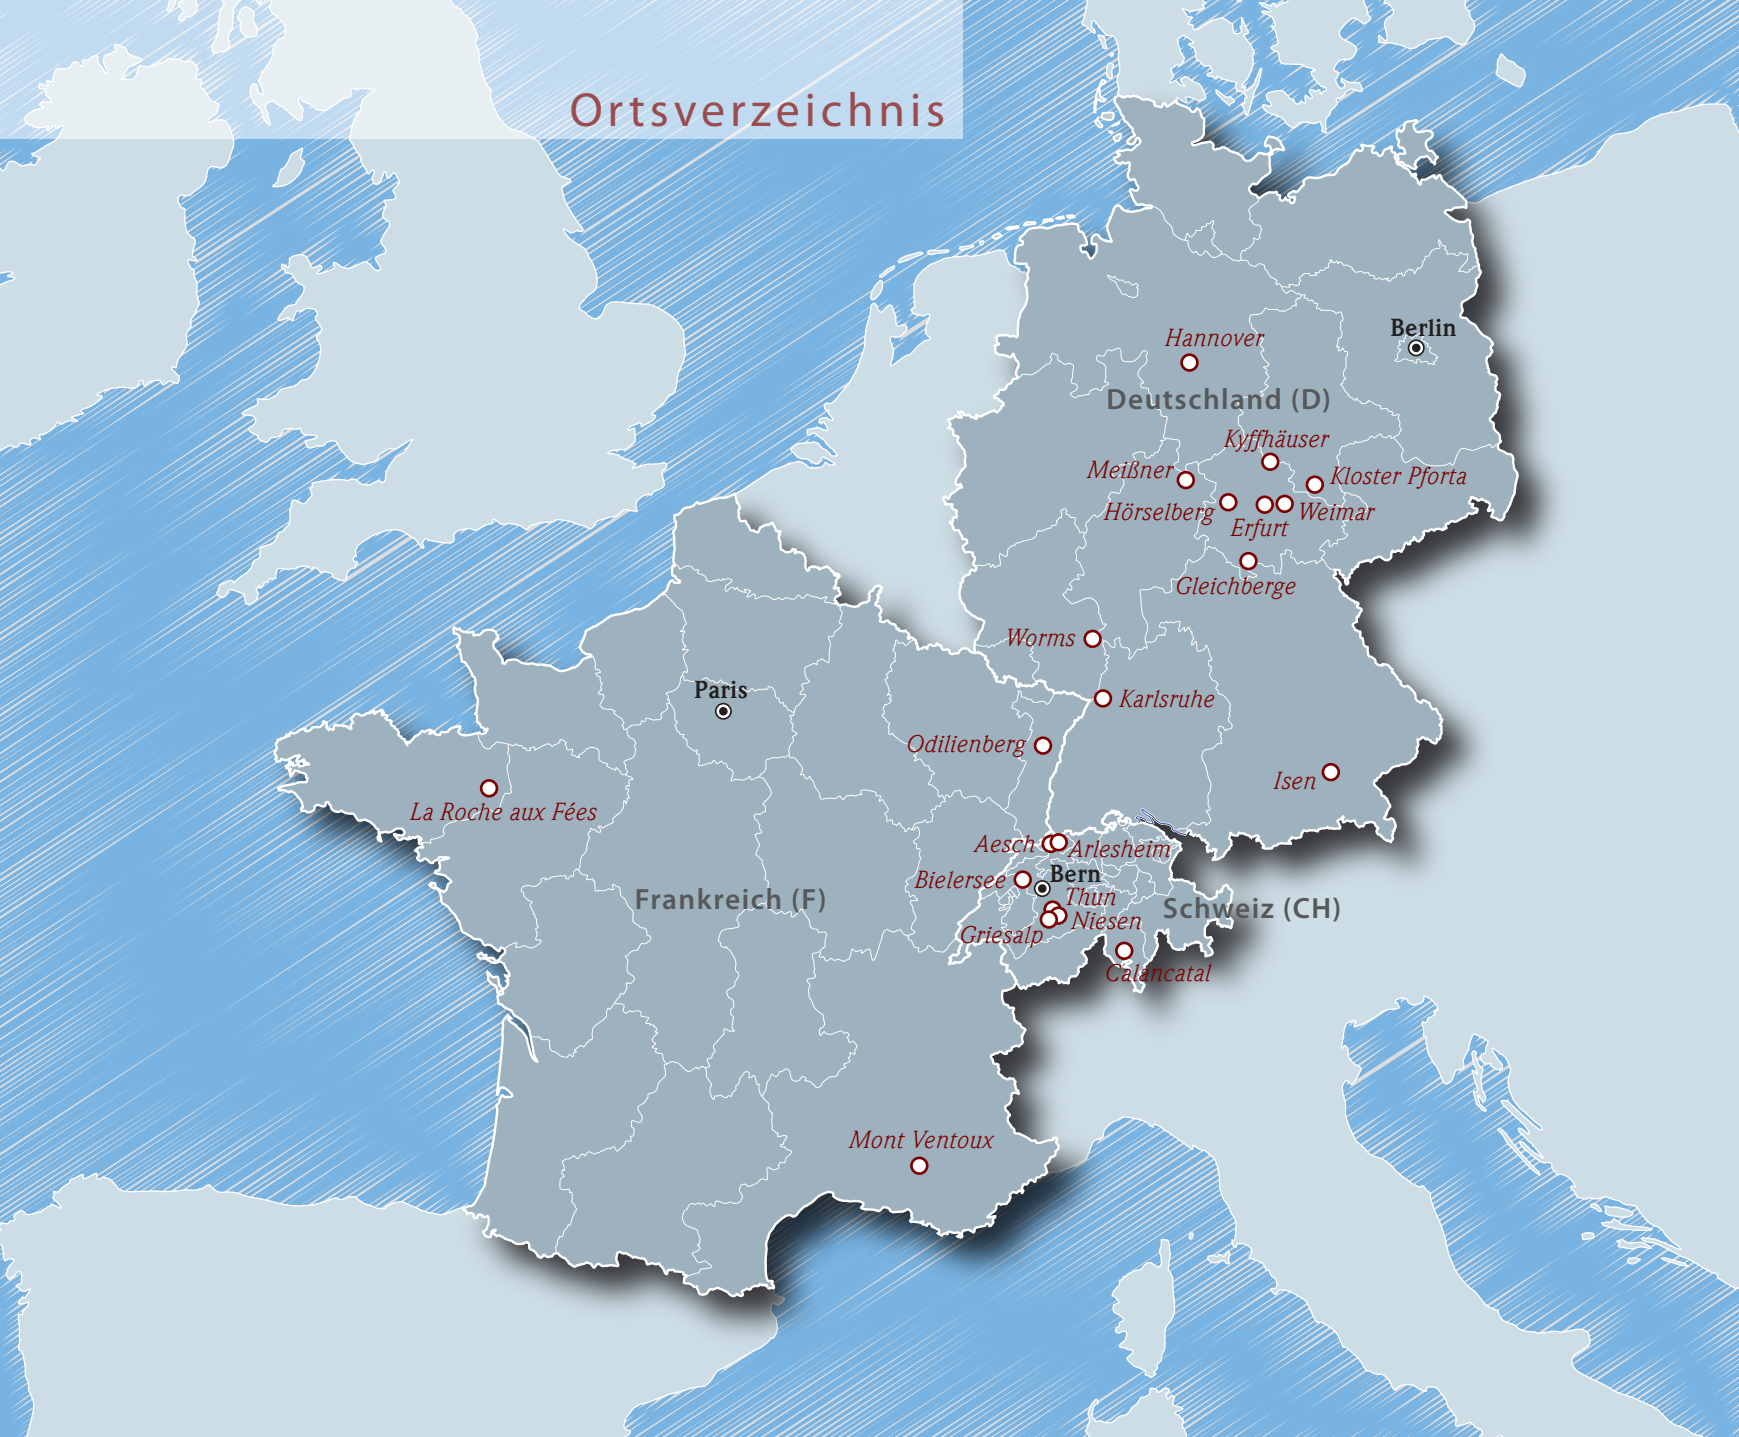 Ortsverzeichnis
Berlin
Hannover
Deutschland (D)
Kyffhäuser
Meißner
Kloster Pforta
Hörselberg
Weimar
Erfurt
Gleichberge
Worms
Paris
Karlsruhe
Odilienberg
Isen
La Roche aux Fées
Aesch
Arlesheim
Bern
Bielersee
Thun
Frankreich (F)
Schweiz (CH)
Niesen
Griesalp
Calancatal
Mont Ventoux